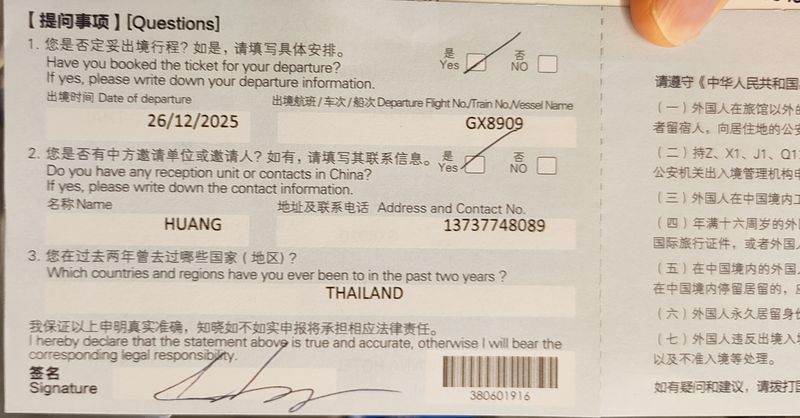 【提问事项】[Questions]
1. 您是否定妥出境行程？如是，请填写具体安排。
是 否
Have you booked the ticket for your departure?
Yes NO
If yes, please write down your departure information.
出境时间 Date of departure
出境航班/车次/船次 Departure Flight No./Train No./Vessel Name
26/12/2025
GX8909
2. 您是否有中方邀请单位或邀请人？如有，请填写其联系信息。
是 否
Do you have any reception unit or contacts in China?
Yes NO
If yes, please write down the contact information.
名称 Name
地址及联系电话 Address and Contact No.
HUANG
13737748089
3. 您在过去两年曾去过哪些国家（地区）？
Which countries and regions have you ever been to in the past two years ?
THAILAND
我保证以上申明真实准确，知晓如不如实申报将承担相应法律责任。
I hereby declare that the statement above is true and accurate, otherwise I will bear the
corresponding legal responsibility.
签名
Signature
380601916
请遵守《中华人民共和国
（一）外国人在旅馆以外的
者留宿人，向居住地的公安
（二）持Z、X1、J1、Q1
公安机关出入境管理机构申
（三）外国人在中国境内工
（四）年满十六周岁的外国
国际旅行证件，或者外国人
（五）在中国境内的外国人
在中国境内停留居留的，应
（六）外国人永久居留身份
（七）外国人违反出境入境
以及不准入境等处理。
如有疑问和建议，请拨打国